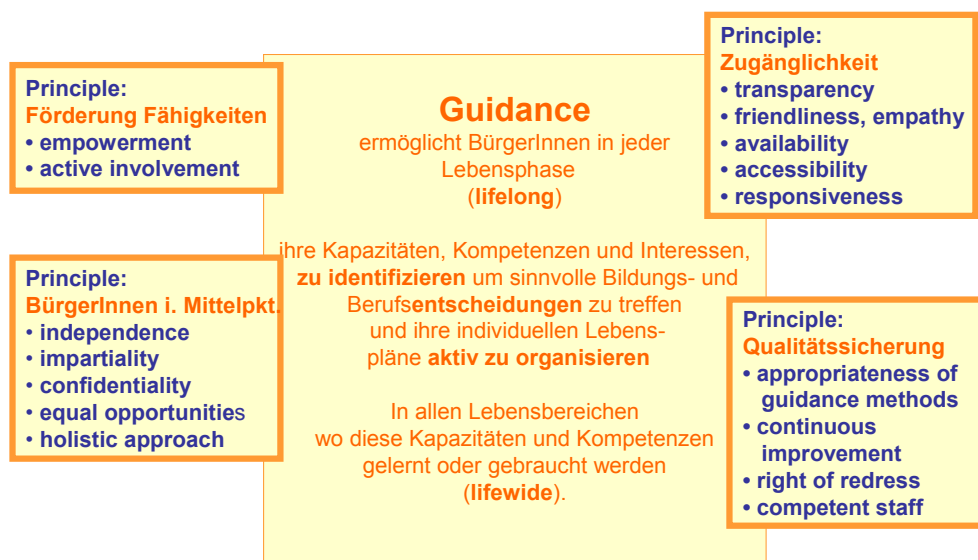 Principle:
Förderung Fähigkeiten
• empowerment
• active involvement
Principle:
BürgerInnen i. Mittelpkt.
• independence
• impartiality
• confidentiality
• equal opportunities
• holistic approach
Guidance
ermöglicht BürgerInnen in jeder
Lebensphase
(lifelong)
ihre Kapazitäten, Kompetenzen und Interessen,
zu identifizieren um sinnvolle Bildungs- und
Berufsentscheidungen zu treffen
und ihre individuellen Lebens-
pläne aktiv zu organisieren
In allen Lebensbereichen
wo diese Kapazitäten und Kompetenzen
gelernt oder gebraucht werden
(lifewide).
Principle:
Zugänglichkeit
• transparency
• friendliness, empathy
• availability
• accessibility
• responsiveness
Principle:
Qualitätssicherung
• appropriateness of
guidance methods
• continuous
improvement
• right of redress
• competent staff